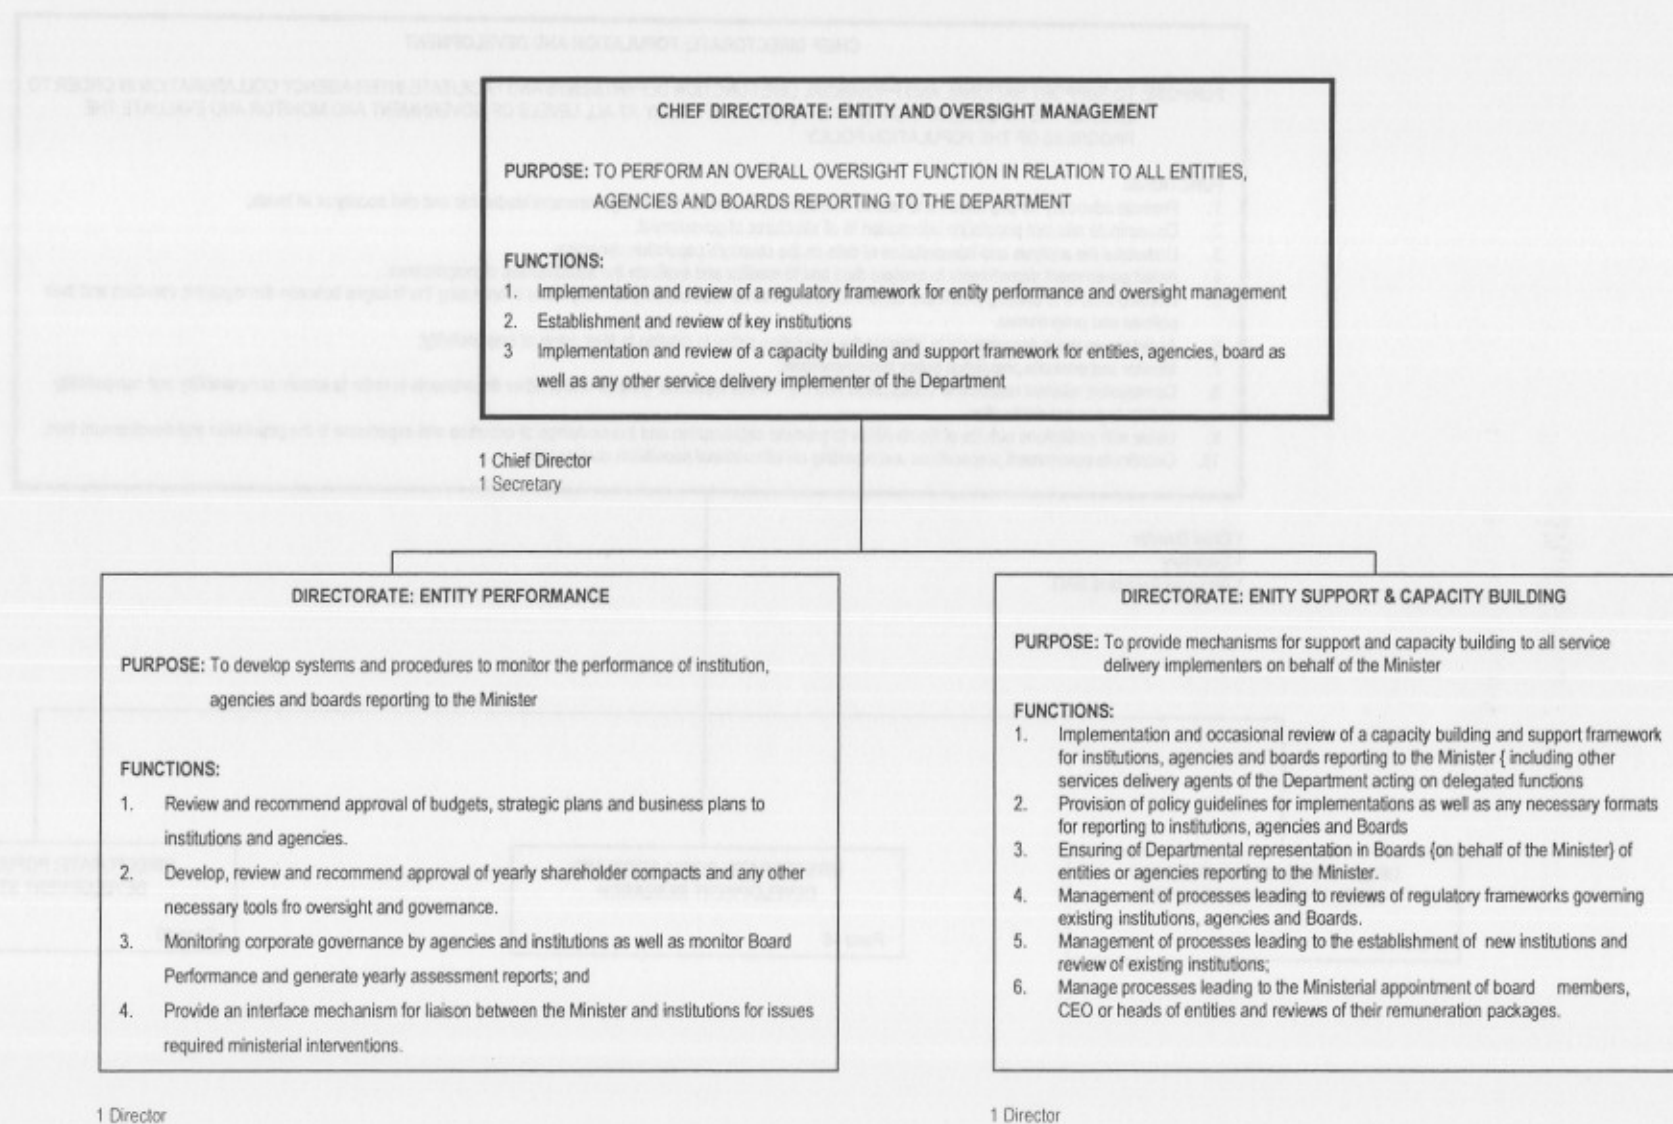 CHIEF DIRECTORATE: ENTITY AND OVERSIGHT MANAGEMENT
PURPOSE: TO PERFORM AN OVERALL OVERSIGHT FUNCTION IN RELATION TO ALL ENTITIES,
AGENCIES AND BOARDS REPORTING TO THE DEPARTMENT
FUNCTIONS:
1. Implementation and review of a regulatory framework for entity performance and oversight management
2. Establishment and review of key institutions
3 Implementation and review of a capacity building and support framework for entities, agencies, board as
well as any other service delivery implementer of the Department
1 Chief Director
1 Secretary
DIRECTORATE: ENTITY PERFORMANCE
PURPOSE: To develop systems and procedures to monitor the performance of institution,
agencies and boards reporting to the Minister
FUNCTIONS:
1. Review and recommend approval of budgets, strategic plans and business plans to
institutions and agencies.
2. Develop, review and recommend approval of yearly shareholder compacts and any other
necessary tools fro oversight and governance.
3. Monitoring corporate governance by agencies and institutions as well as monitor Board
Performance and generate yearly assessment reports; and
4. Provide an interface mechanism for liaison between the Minister and institutions for issues
required ministerial interventions.
1 Director
DIRECTORATE: ENITY SUPPORT & CAPACITY BUILDING
PURPOSE: To provide mechanisms for support and capacity building to all service
delivery implementers on behalf of the Minister
FUNCTIONS:
1. Implementation and occasional review of a capacity building and support framework
for institutions, agencies and boards reporting to the Minister { including other
services delivery agents of the Department acting on delegated functions
2. Provision of policy guidelines for implementations as well as any necessary formats
for reporting to institutions, agencies and Boards
3. Ensuring of Departmental representation in Boards {on behalf of the Minister} of
entities or agencies reporting to the Minister.
4. Management of processes leading to reviews of regulatory frameworks governing
existing institutions, agencies and Boards.
5. Management of processes leading to the establishment of new institutions and
review of existing institutions;
6. Manage processes leading to the Ministerial appointment of board members,
CEO or heads of entities and reviews of their remuneration packages.
1 Director